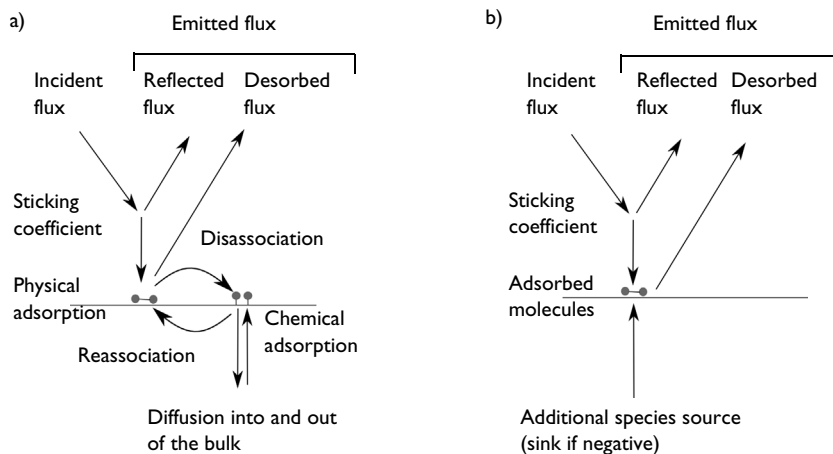 a)
Emitted flux
Incident
flux
Reflected
flux
Desorbed
flux
Sticking
coefficient
Disassociation
Physical
adsorption
Chemical
adsorption
Reassociation
Diffusion into and out
of the bulk
b)
Emitted flux
Incident
flux
Reflected
flux
Desorbed
flux
Sticking
coefficient
Adsorbed
molecules
Additional species source
(sink if negative)